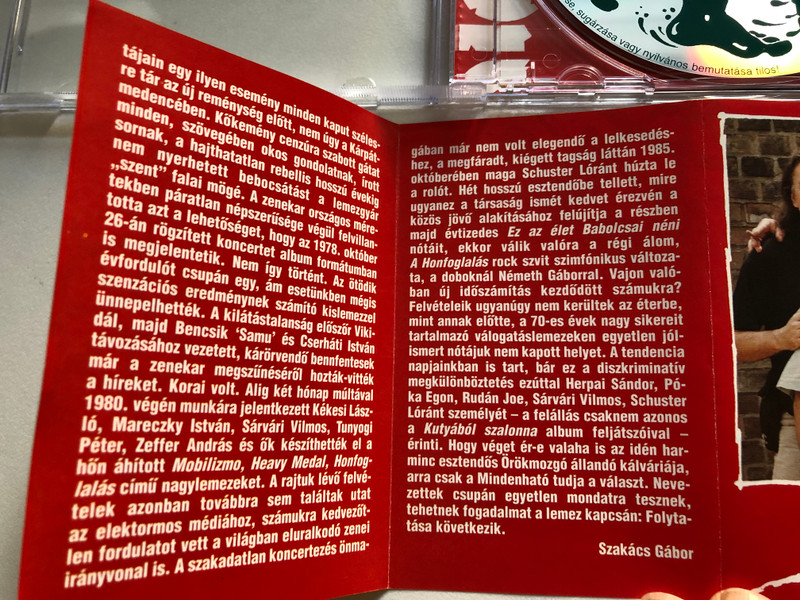 se, sugárzása vagy nyilvános bemutatása tilos!
tájain egy ilyen esemény minden kaput széles-
re tár az új reménység előtt, nem úgy a Kárpát-
medencében. Kőkemény cenzúra szabott gátat
minden, szövegében okos gondolatnak, írott
sornak, a hajthatatlan rebellis hosszú évekig
nem nyerhetett bebocsátást a lemezgyár
„szent” falai mögé. A zenekar országos mére-
tekben páratlan népszerűsége végül felvillan-
totta azt a lehetőséget, hogy az 1978. október
26-án rögzített koncertet album formátumban
is megjelentetik. Nem így történt. Az ötödik
évfordulót csupán egy, ám esetünkben mégis
szenzációs eredménynek számító kislemezzel
ünnepelhették. A kilátástalanság először Viki-
dál, majd Bencsik ‘Samu’ és Cserháti István
távozásához vezetett, kárörvendő bennfentesek
már a zenekar megszűnéséről hozták-vitték
a híreket. Korai volt. Alig két hónap múltával
1980. végén munkára jelentkezett Kékesi Lász-
ló, Mareczky István, Sárvári Vilmos, Tunyogi
Péter, Zeffer András és ők készíthették el a
hőn áhított Mobilizmo, Heavy Medal, Honfog-
lalás című nagylemezeket. A rajtuk lévő felvé-
telek azonban továbbra sem találtak utat
az elektormos médiához, számukra kedvezőt-
len fordulatot vett a világban eluralkodó zenei
irányvonal is. A szakadatlan koncertezés önma-
gában már nem volt elegendő a lelkesedés-
hez, a megfáradt, kiégett tagság láttán 1985.
októberében maga Schuster Lóránt húzta le
a rolót. Hét hosszú esztendőbe tellett, mire
ugyanez a társaság ismét kedvet érezvén a
közös jövő alakításához felújítja a részben
majd évtizedes Ez az élet Babolcsai néni
nótáit, ekkor válik valóra a régi álom,
A Honfoglalás rock szvit szimfónikus változa-
ta, a doboknál Németh Gáborral. Vajon való-
ban új időszámítás kezdődött számukra?
Felvételeik ugyanúgy nem kerültek az éterbe,
mint annak előtte, a 70-es évek nagy sikereit
tartalmazó válogatáslemezeken egyetlen jól-
ismert nótájuk nem kapott helyet. A tendencia
napjainkban is tart, bár ez a diszkriminatív
megkülönböztetés ezúttal Herpai Sándor, Pó-
ka Egon, Rudán Joe, Sárvári Vilmos, Schuster
Lóránt személyét – a felállás csaknem azonos
a Kutyából szalonna album feljátszóival –
érinti. Hogy véget ér-e valaha is az idén har-
minc esztendős Örökmozgó állandó kálváriája,
arra csak a Mindenható tudja a választ. Neve-
zettek csupán egyetlen mondatra tesznek,
tehetnek fogadalmat a lemez kapcsán: Folyta-
tása következik.
Szakács Gábor